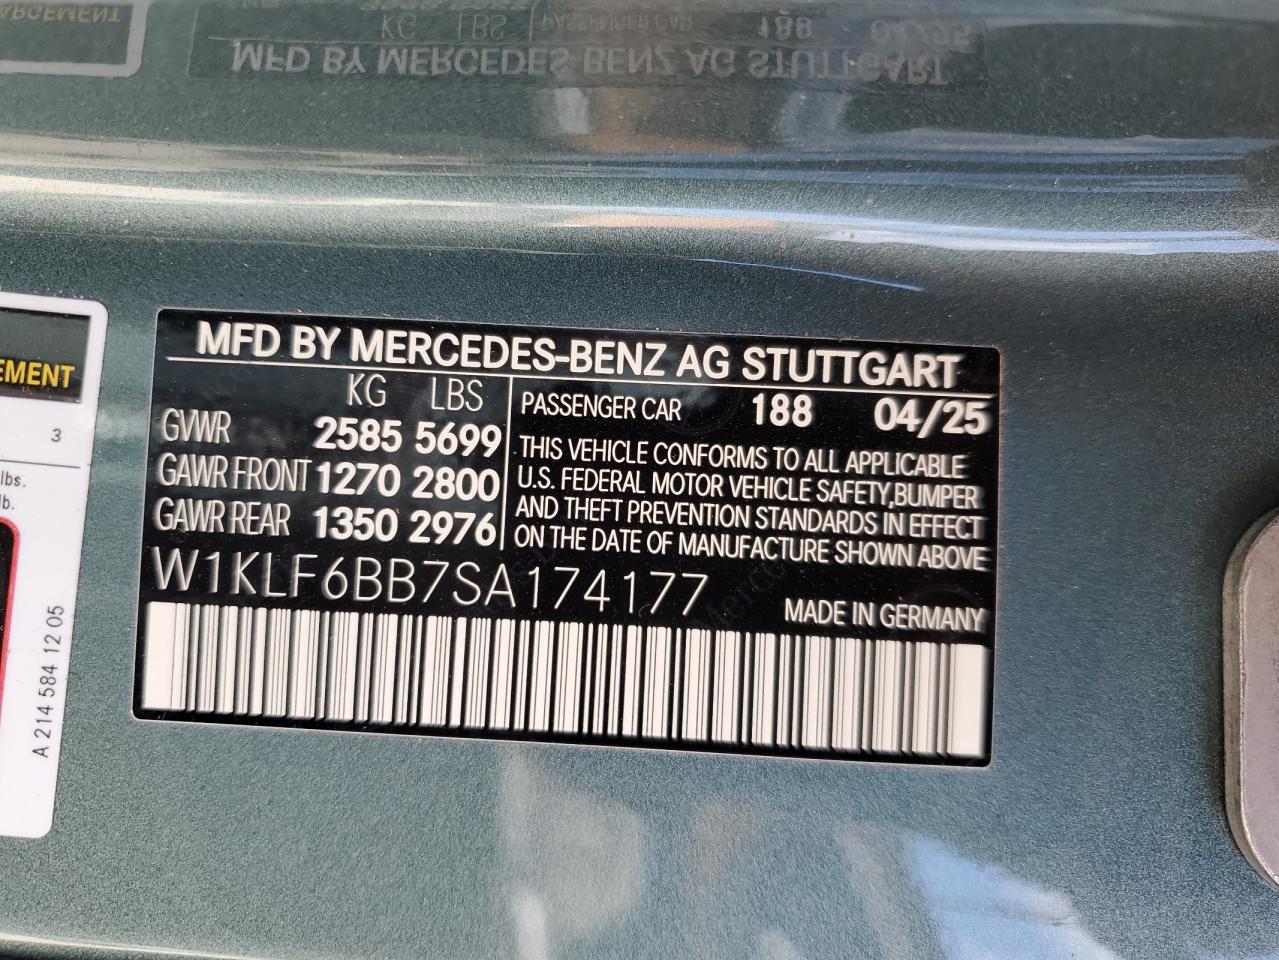 MFD BY MERCEDES-BENZ AG STUTTGART
KG LBS
GVWR 2585 5699
GAWR FRONT 1270 2800
GAWR REAR 1350 2976
PASSENGER CAR 188 04/25
THIS VEHICLE CONFORMS TO ALL APPLICABLE
U.S. FEDERAL MOTOR VEHICLE SAFETY, BUMPER
AND THEFT PREVENTION STANDARDS IN EFFECT
ON THE DATE OF MANUFACTURE SHOWN ABOVE
W1KLF6BB7SA174177
MADE IN GERMANY
EMENT
3
lbs.
lb.
A 214 584 12 05